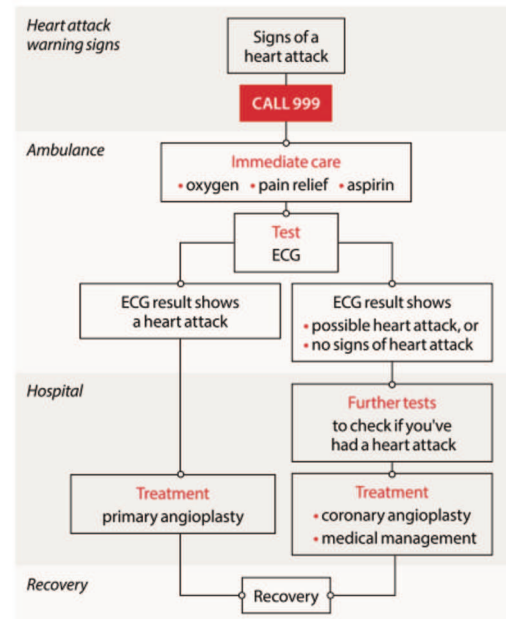 Heart attack
warning signs
Signs of a
heart attack
CALL 999
Ambulance
Immediate care
• oxygen • pain relief • aspirin
Test
ECG
ECG result shows
a heart attack
ECG result shows
• possible heart attack, or
• no signs of heart attack
Hospital
Further tests
to check if you've
had a heart attack
Treatment
primary angioplasty
Treatment
• coronary angioplasty
• medical management
Recovery
Recovery